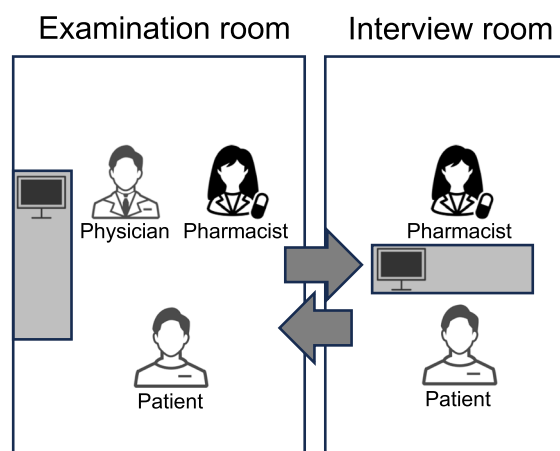 Examination room
Interview room
Physician
Pharmacist
Pharmacist
Patient
Patient